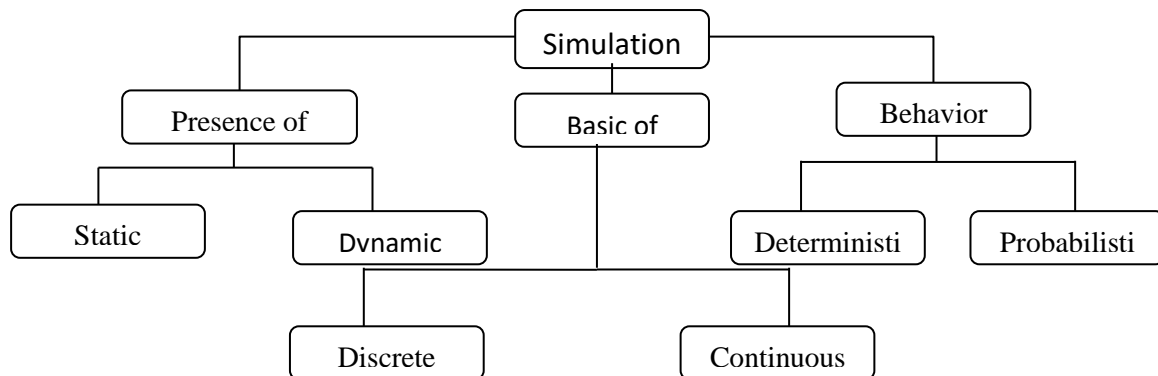 Simulation
Presence of
Basic of
Behavior
Static
Dynamic
Deterministi
Probabilisti
Discrete
Continuous